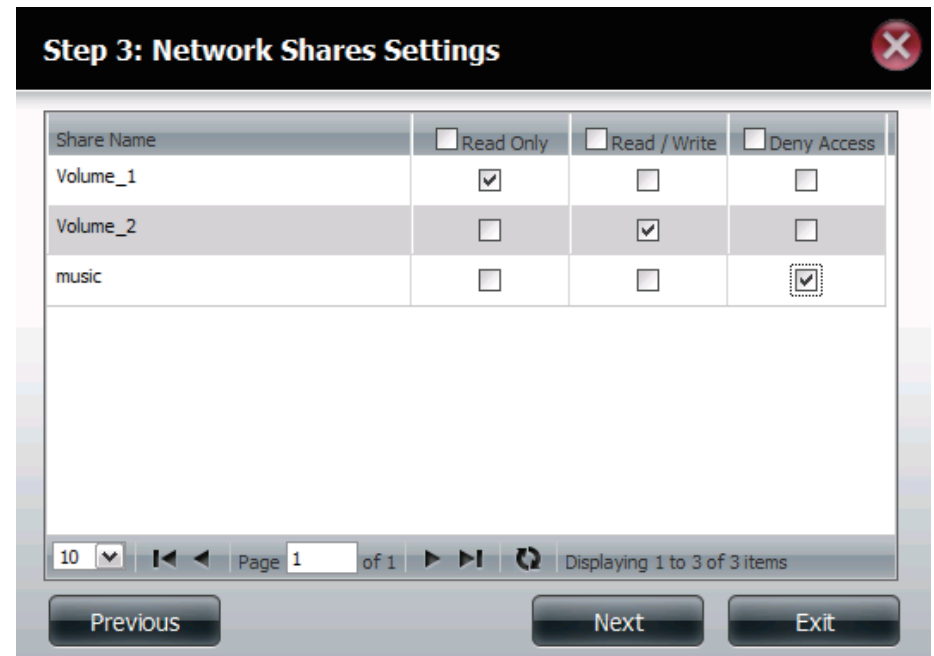 Step 3: Network Shares Settings
Share Name Read Only Read / Write Deny Access
Volume_1
Volume_2
music
10 Page 1 of 1 Displaying 1 to 3 of 3 items
Previous Next Exit